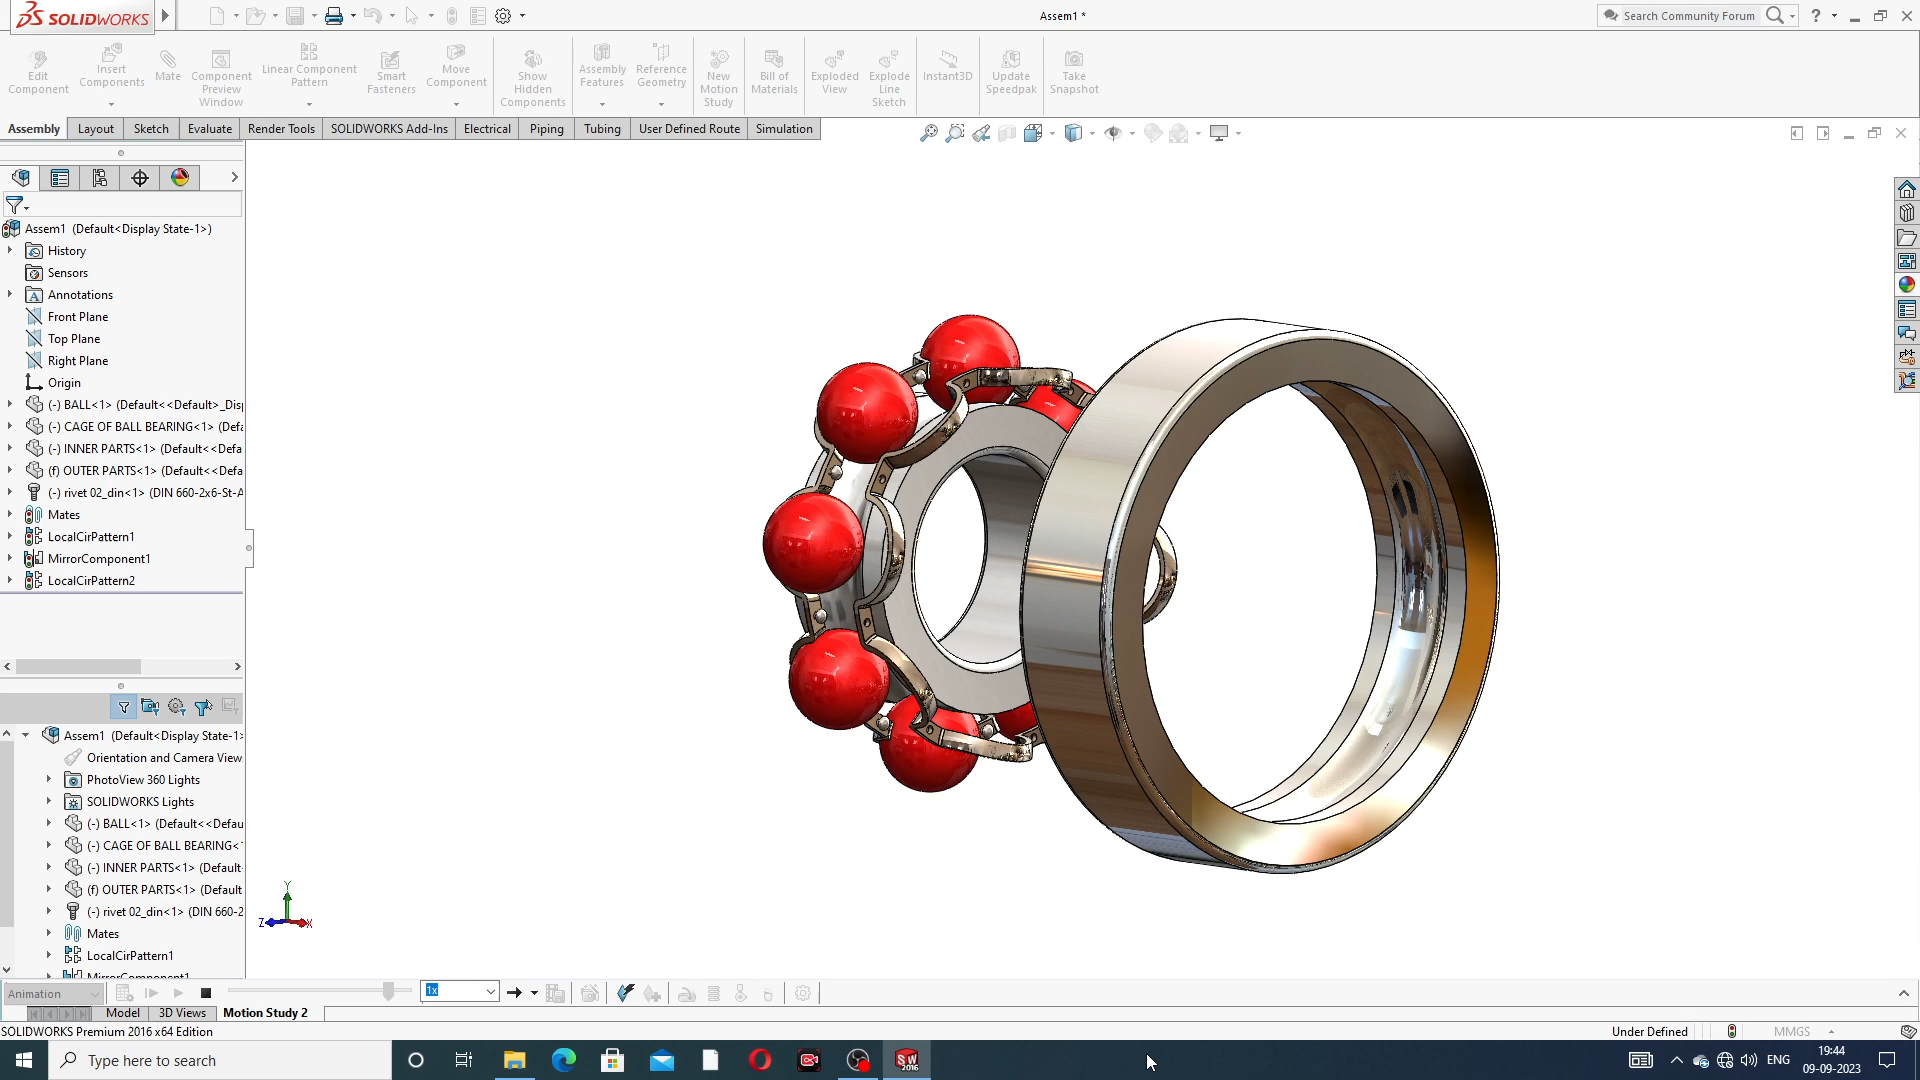 SOLIDWORKS
Assem1 *
Search Community Forum
?
Edit Component
Insert Components
Mate
Component Preview Window
Linear Component Pattern
Smart Fasteners
Move Component
Show Hidden Components
Assembly Features
Reference Geometry
New Motion Study
Bill of Materials
Exploded View
Explode Line Sketch
Instant3D
Update Speedpak
Take Snapshot
Assembly
Layout
Sketch
Evaluate
Render Tools
SOLIDWORKS Add-Ins
Electrical
Piping
Tubing
User Defined Route
Simulation
Assem1 (Default<Display State-1>)
History
Sensors
Annotations
Front Plane
Top Plane
Right Plane
Origin
(-) BALL<1> (Default<<Default>_Disp
(-) CAGE OF BALL BEARING<1> (Defa
(-) INNER PARTS<1> (Default<<Defa
(f) OUTER PARTS<1> (Default<<Defa
(-) rivet 02_din<1> (DIN 660-2x6-St-A
Mates
LocalCirPattern1
MirrorComponent1
LocalCirPattern2
Assem1 (Default<Display State-1>
Orientation and Camera View
PhotoView 360 Lights
SOLIDWORKS Lights
(-) BALL<1> (Default<<Defau
(-) CAGE OF BALL BEARING<
(-) INNER PARTS<1> (Default
(f) OUTER PARTS<1> (Default
(-) rivet 02_din<1> (DIN 660-2
Mates
LocalCirPattern1
MirrorComponent1
Y
Z
X
Animation
1x
Model
3D Views
Motion Study 2
SOLIDWORKS Premium 2016 x64 Edition
Under Defined
MMGS
Type here to search
SW 2016
ENG
19:44
09-09-2023